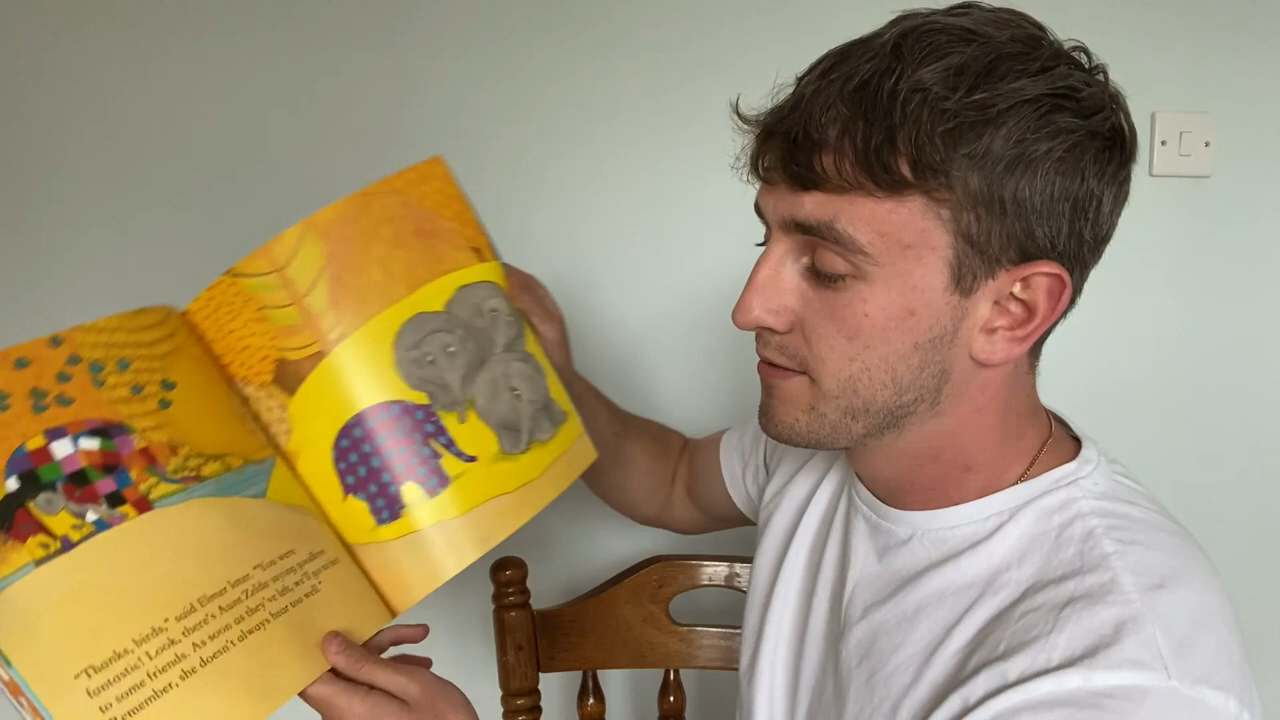 "Thanks, birds," said Elmer later. "You were
fantastic! Look, there's Aunt Zelda saying goodbye
to some friends. As soon as they've left, we'll go to her.
Remember, she doesn't always hear too well."